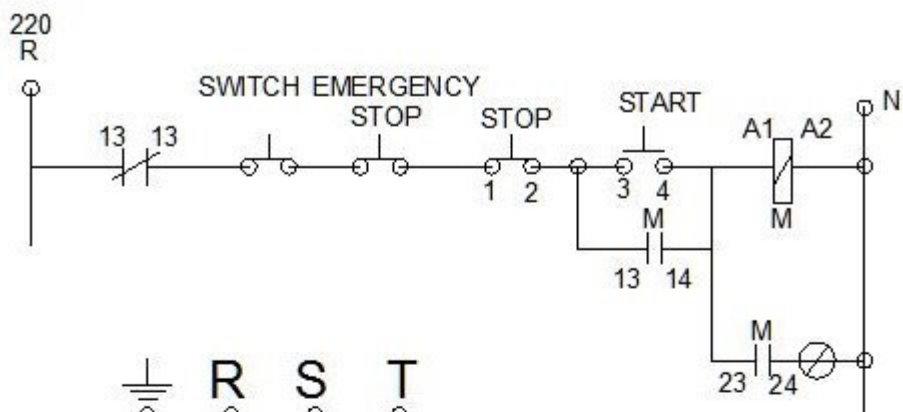 220
R
SWITCH EMERGENCY
STOP
STOP
START
N
13 13
A1 A2
1 2
3 4
M
M
13 14
M
23 24
R S T